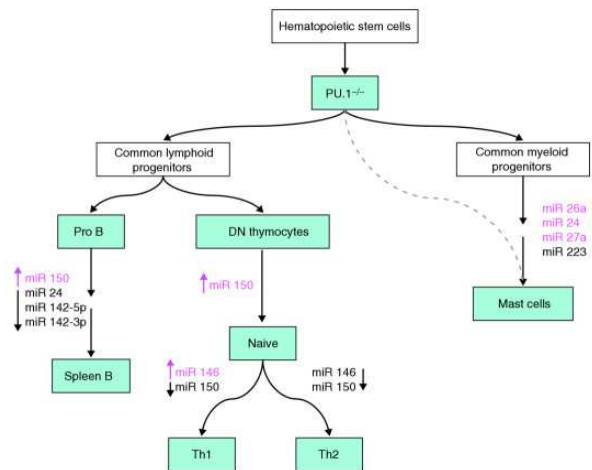 Hematopoietic stem cells
PU.1–/–
Common lymphoid
progenitors
Common myeloid
progenitors
miR 26a
miR 24
miR 27a
miR 223
Pro B
DN thymocytes
miR 150
miR 24
miR 142-5p
miR 142-3p
miR 150
Mast cells
Naive
Spleen B
miR 146
miR 150
miR 146
miR 150
Th1
Th2